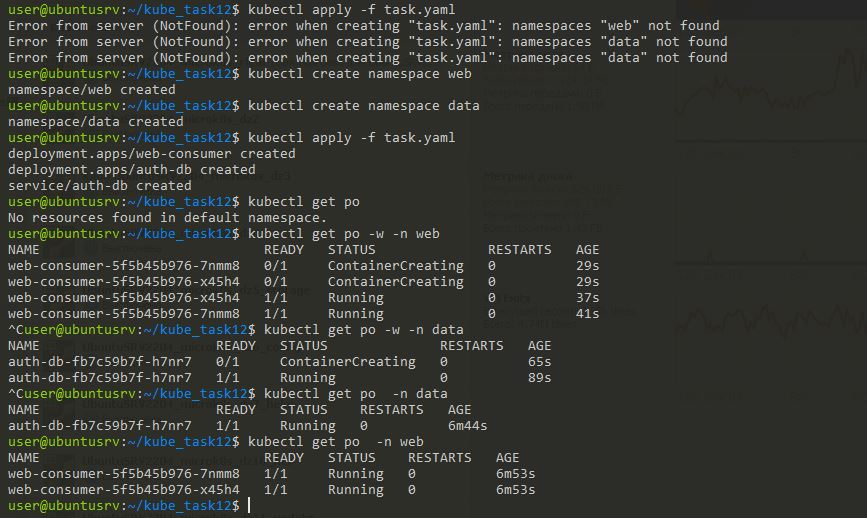 user@ubuntusrv:~/kube_task12$ kubectl apply -f task.yaml
Error from server (NotFound): error when creating "task.yaml": namespaces "web" not found
Error from server (NotFound): error when creating "task.yaml": namespaces "data" not found
Error from server (NotFound): error when creating "task.yaml": namespaces "data" not found
user@ubuntusrv:~/kube_task12$ kubectl create namespace web
namespace/web created
user@ubuntusrv:~/kube_task12$ kubectl create namespace data
namespace/data created
user@ubuntusrv:~/kube_task12$ kubectl apply -f task.yaml
deployment.apps/web-consumer created
deployment.apps/auth-db created
service/auth-db created
user@ubuntusrv:~/kube_task12$ kubectl get po
No resources found in default namespace.
user@ubuntusrv:~/kube_task12$ kubectl get po -w -n web
NAME READY STATUS RESTARTS AGE
web-consumer-5f5b45b976-7nmm8 0/1 ContainerCreating 0 29s
web-consumer-5f5b45b976-x45h4 0/1 ContainerCreating 0 29s
web-consumer-5f5b45b976-x45h4 1/1 Running 0 37s
web-consumer-5f5b45b976-7nmm8 1/1 Running 0 41s
^Cuser@ubuntusrv:~/kube_task12$ kubectl get po -w -n data
NAME READY STATUS RESTARTS AGE
auth-db-fb7c59b7f-h7nr7 0/1 ContainerCreating 0 65s
auth-db-fb7c59b7f-h7nr7 1/1 Running 0 89s
^Cuser@ubuntusrv:~/kube_task12$ kubectl get po  -n data
NAME READY STATUS RESTARTS AGE
auth-db-fb7c59b7f-h7nr7 1/1 Running 0 6m44s
user@ubuntusrv:~/kube_task12$ kubectl get po  -n web
NAME READY STATUS RESTARTS AGE
web-consumer-5f5b45b976-7nmm8 1/1 Running 0 6m53s
web-consumer-5f5b45b976-x45h4 1/1 Running 0 6m53s
user@ubuntusrv:~/kube_task12$